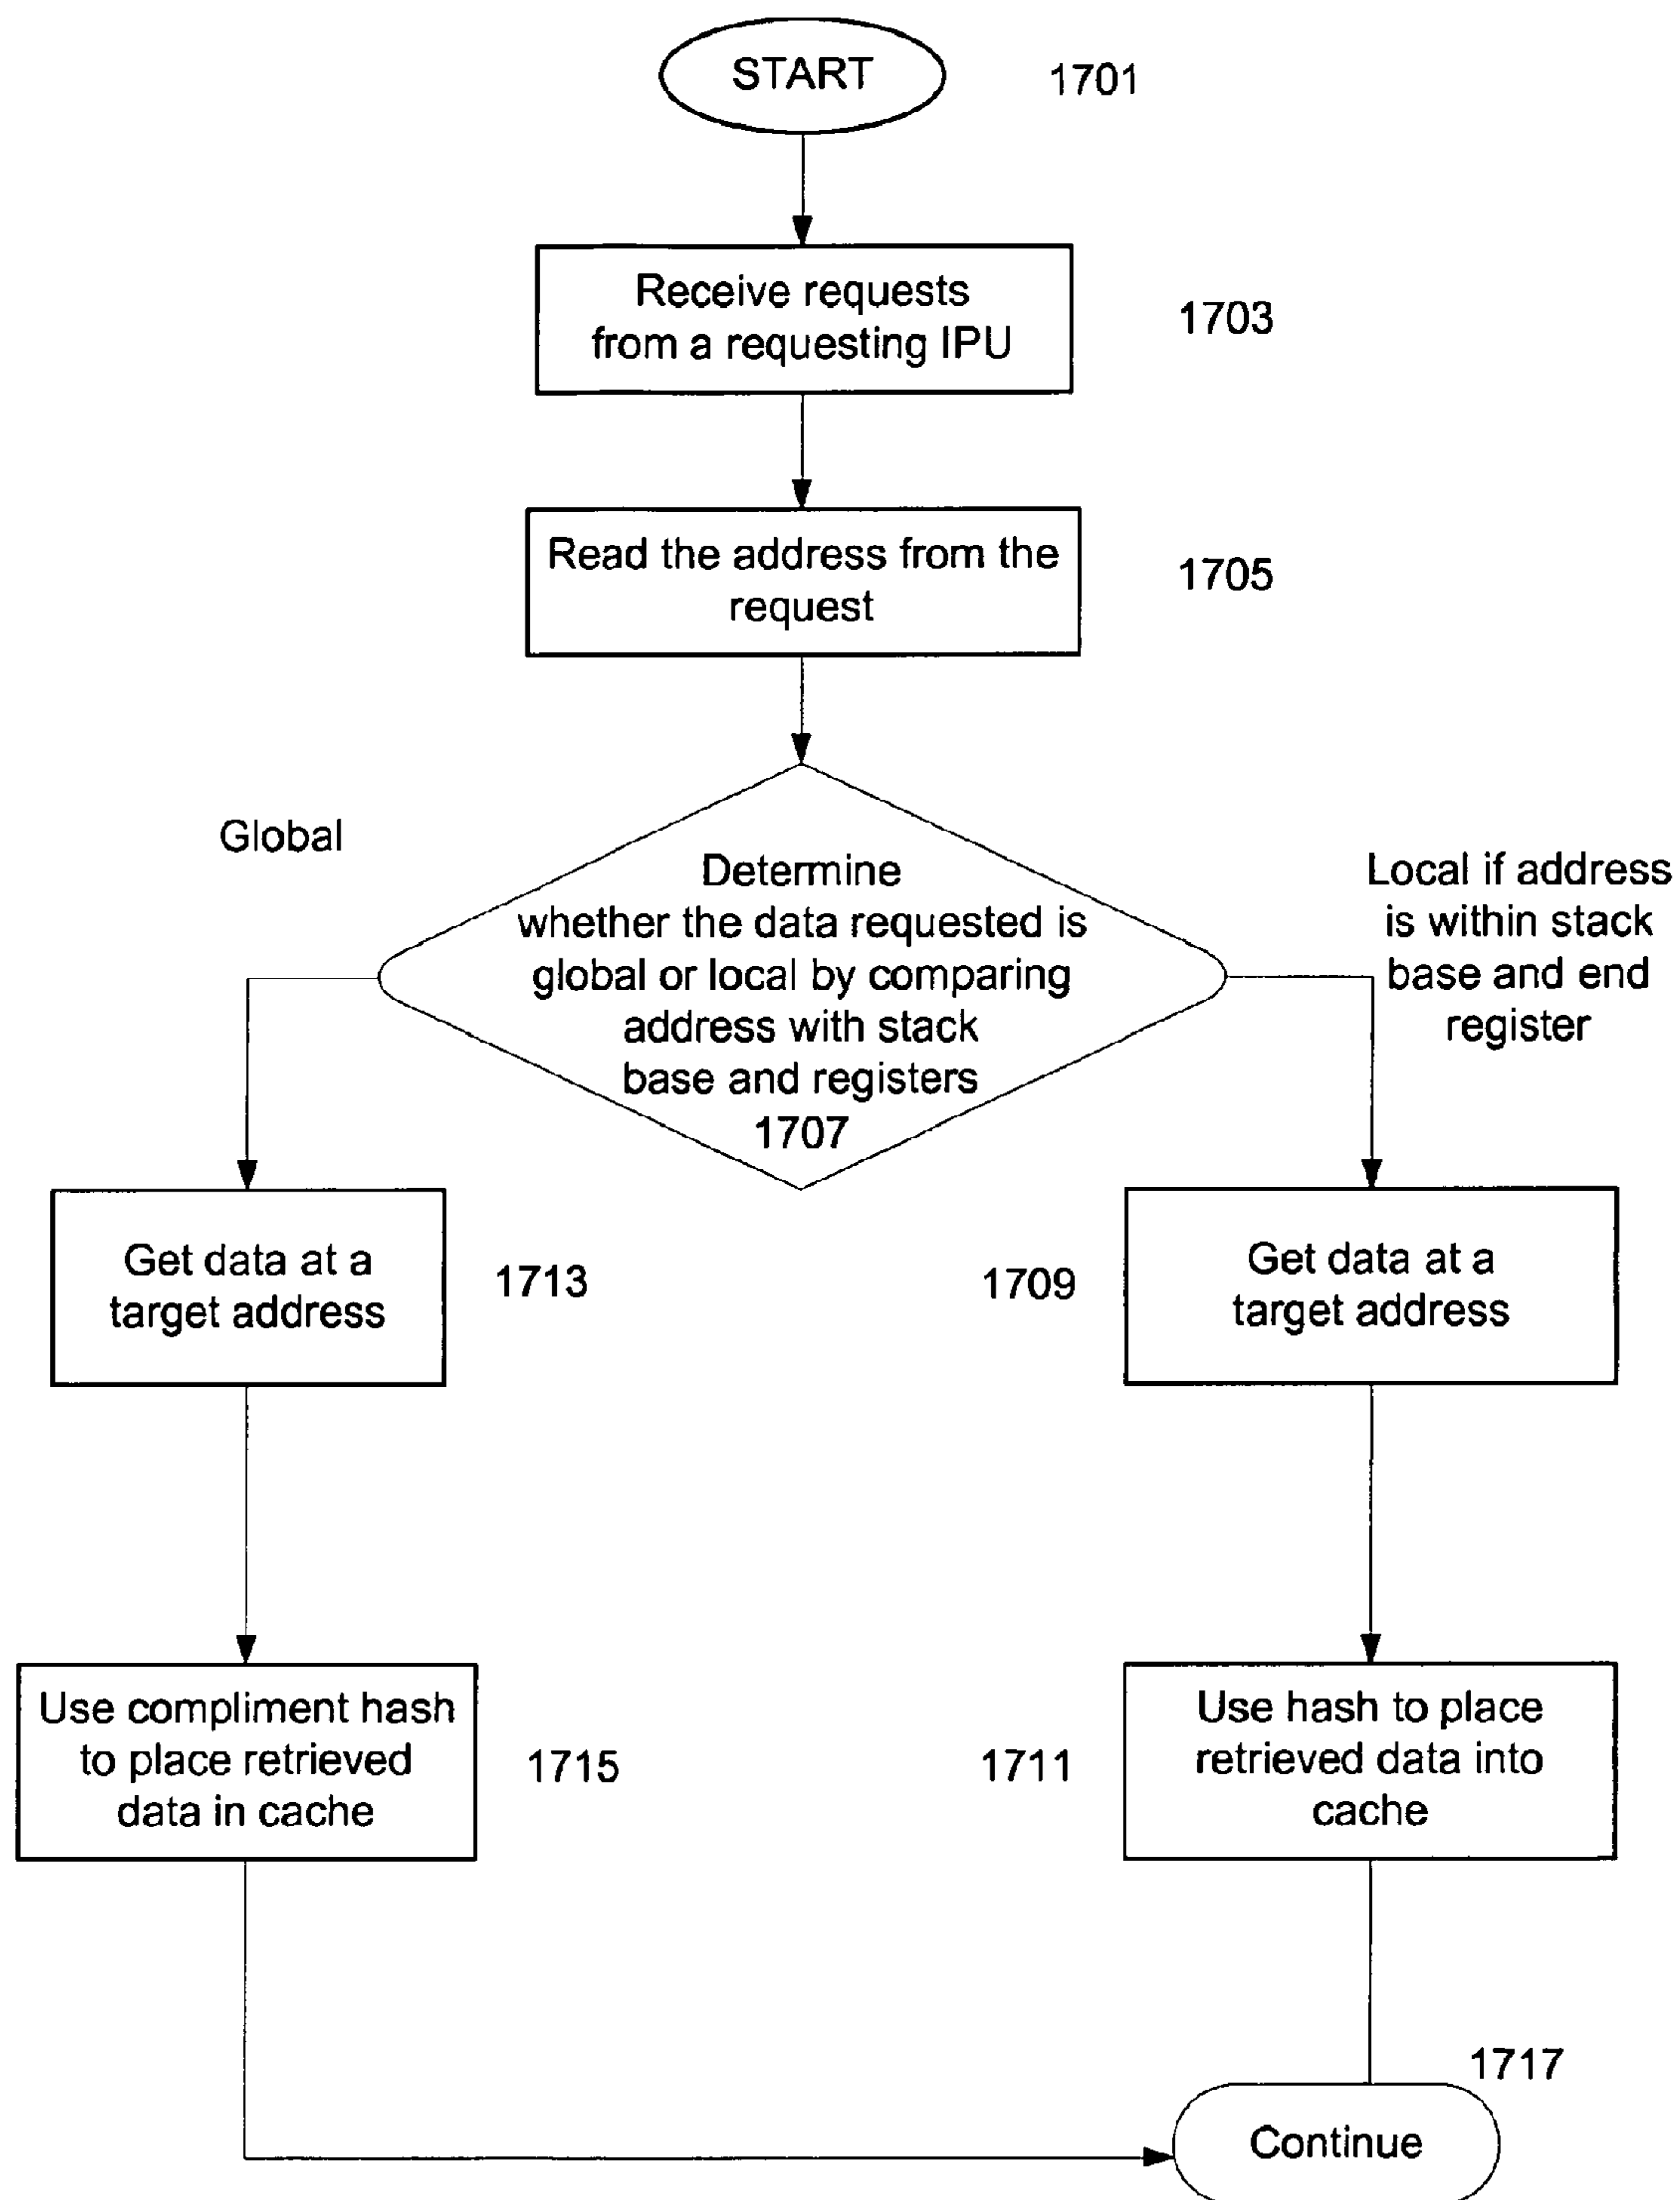 START
1701
Receive requests
from a requesting IPU
1703
Read the address from the
request
1705
Global
Determine
whether the data requested is
global or local by comparing
address with stack
base and registers
1707
Local if address
is within stack
base and end
register
Get data at a
target address
1713
1709
Get data at a
target address
Use compliment hash
to place retrieved
data in cache
1715
1711
Use hash to place
retrieved data into
cache
1717
Continue